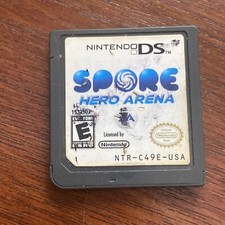 NINTENDO DS
SPORE
HERO ARENA
E
Licensed by
Nintendo
NTR-C49E-USA